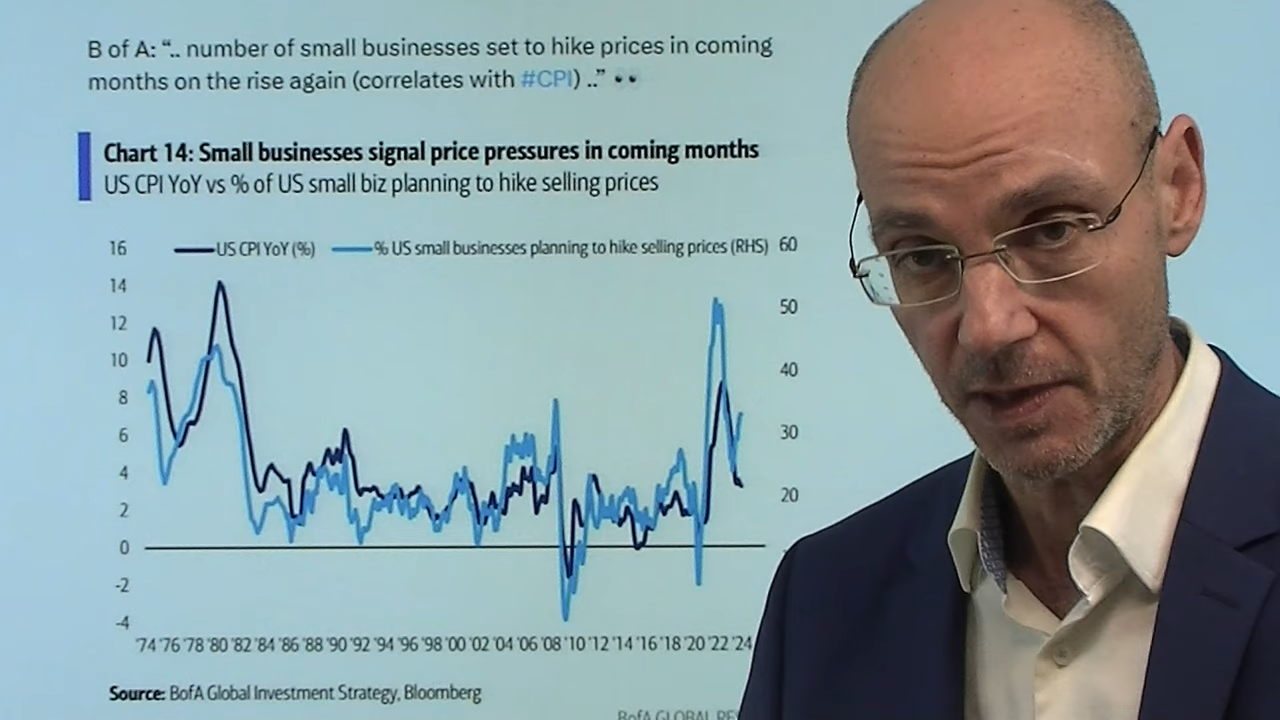 B of A: “.. number of small businesses set to hike prices in coming
months on the rise again (correlates with #CPI) ..” 👀
Chart 14: Small businesses signal price pressures in coming months
US CPI YoY vs % of US small biz planning to hike selling prices
US CPI YoY (%) % US small businesses planning to hike selling prices (RHS)
16 60
14
50
12
10 40
8
6 30
4
20
2
0
-2
-4
'74 '76 '78 '80 '82 '84 '86 '88 '90 '92 '94 '96 '98 '00 '02 '04 '06 '08 '10 '12 '14 '16 '18 '20 '22 '24
Source: BofA Global Investment Strategy, Bloomberg
BofA GLOBAL